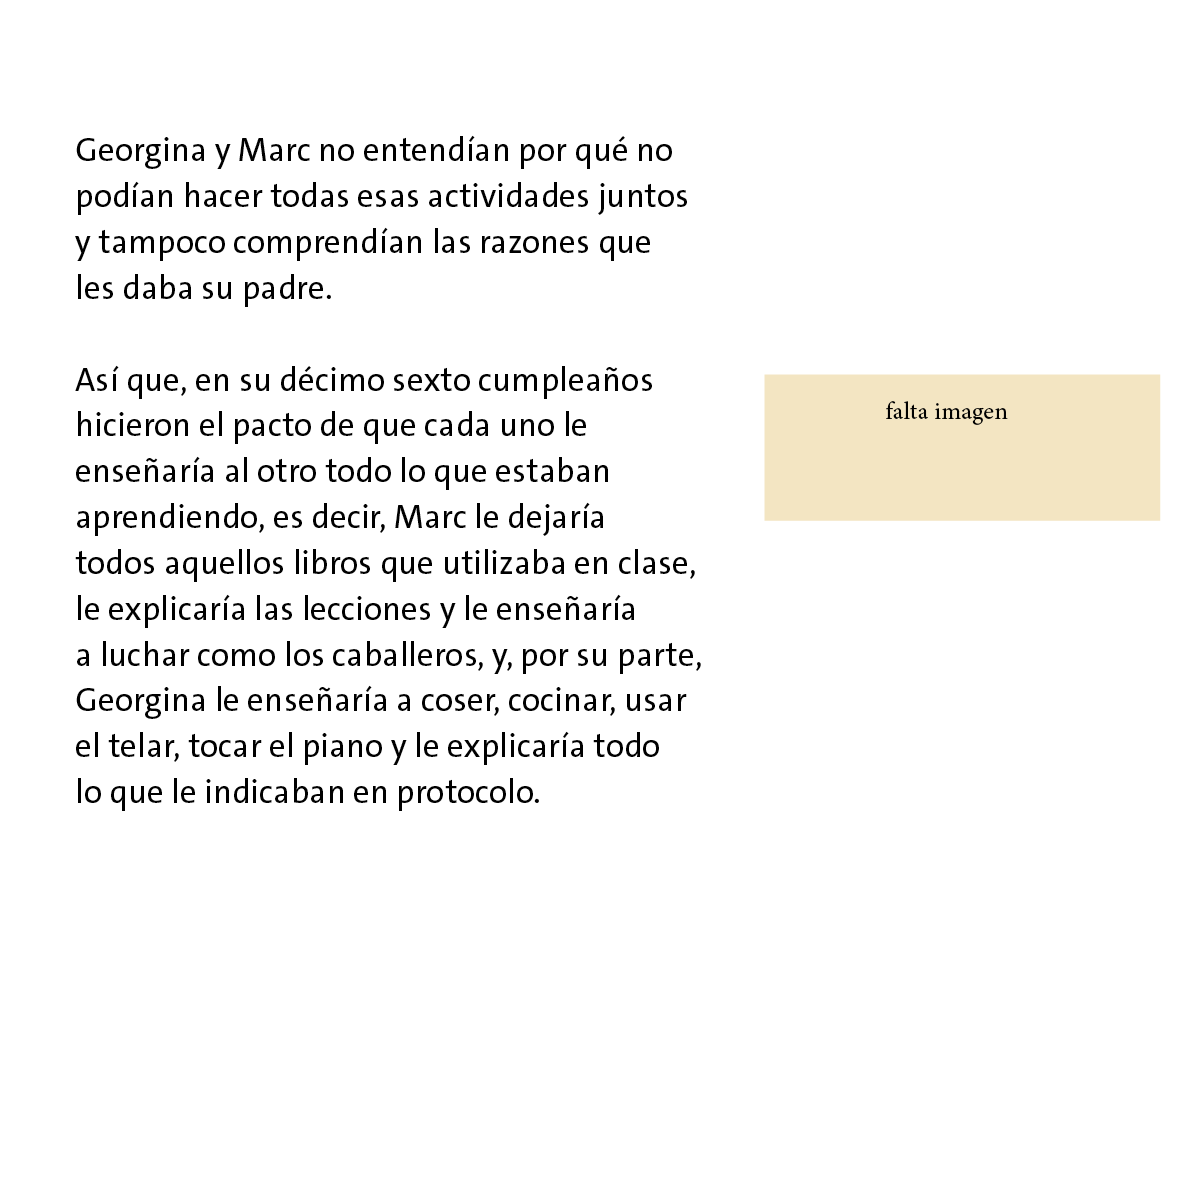 Georgina y Marc no entendían por qué no
podían hacer todas esas actividades juntos
y tampoco comprendían las razones que
les daba su padre.
Así que, en su décimo sexto cumpleaños
hicieron el pacto de que cada uno le
enseñaría al otro todo lo que estaban
aprendiendo, es decir, Marc le dejaría
todos aquellos libros que utilizaba en clase,
le explicaría las lecciones y le enseñaría
a luchar como los caballeros, y, por su parte,
Georgina le enseñaría a coser, cocinar, usar
el telar, tocar el piano y le explicaría todo
lo que le indicaban en protocolo.
falta imagen